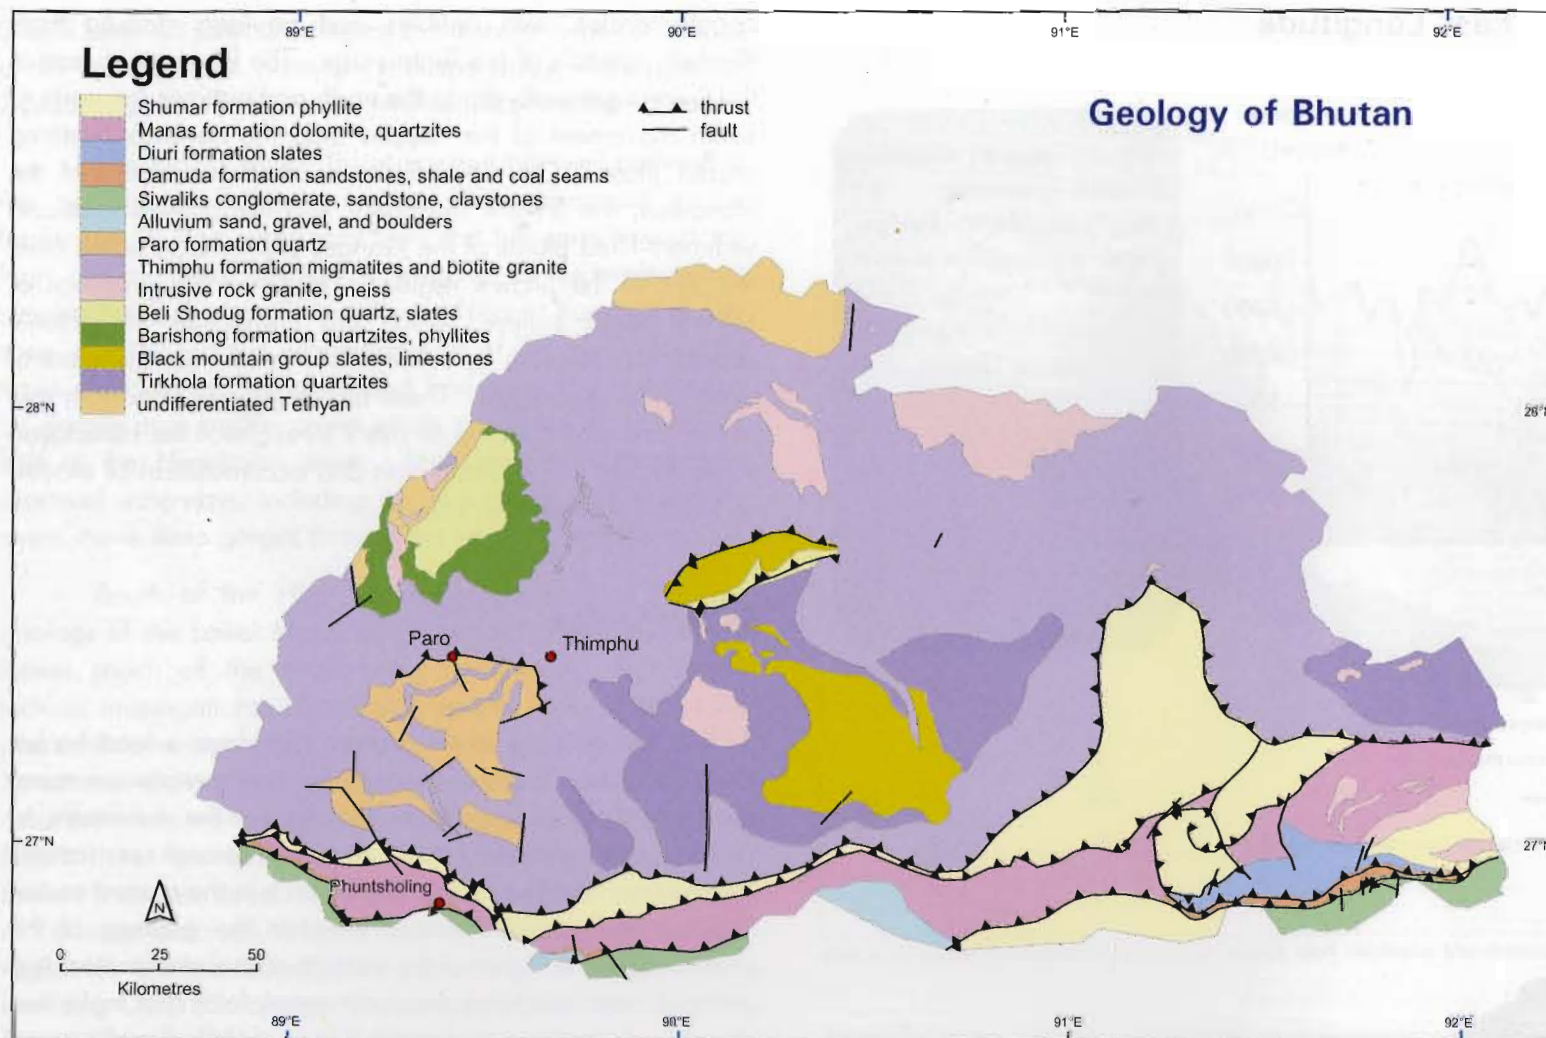 89°E
90°E
91°E
92°E
Legend
Geology of Bhutan
Shumar formation phyllite
Manas formation dolomite, quartzites
Diuri formation slates
Damuda formation sandstones, shale and coal seams
Siwaliks conglomerate, sandstone, claystones
Alluvium sand, gravel, and boulders
Paro formation quartz
Thimphu formation migmatites and biotite granite
Intrusive rock granite, gneiss
Beli Shodug formation quartz, slates
Barishong formation quartzites, phyllites
Black mountain group slates, limestones
Tirkhola formation quartzites
undifferentiated Tethyan
thrust
fault
28°N
Paro
Thimphu
27°N
27°N
Phuntsholing
N
0 25 50
Kilometres
89°E
90°E
91°E
92°E